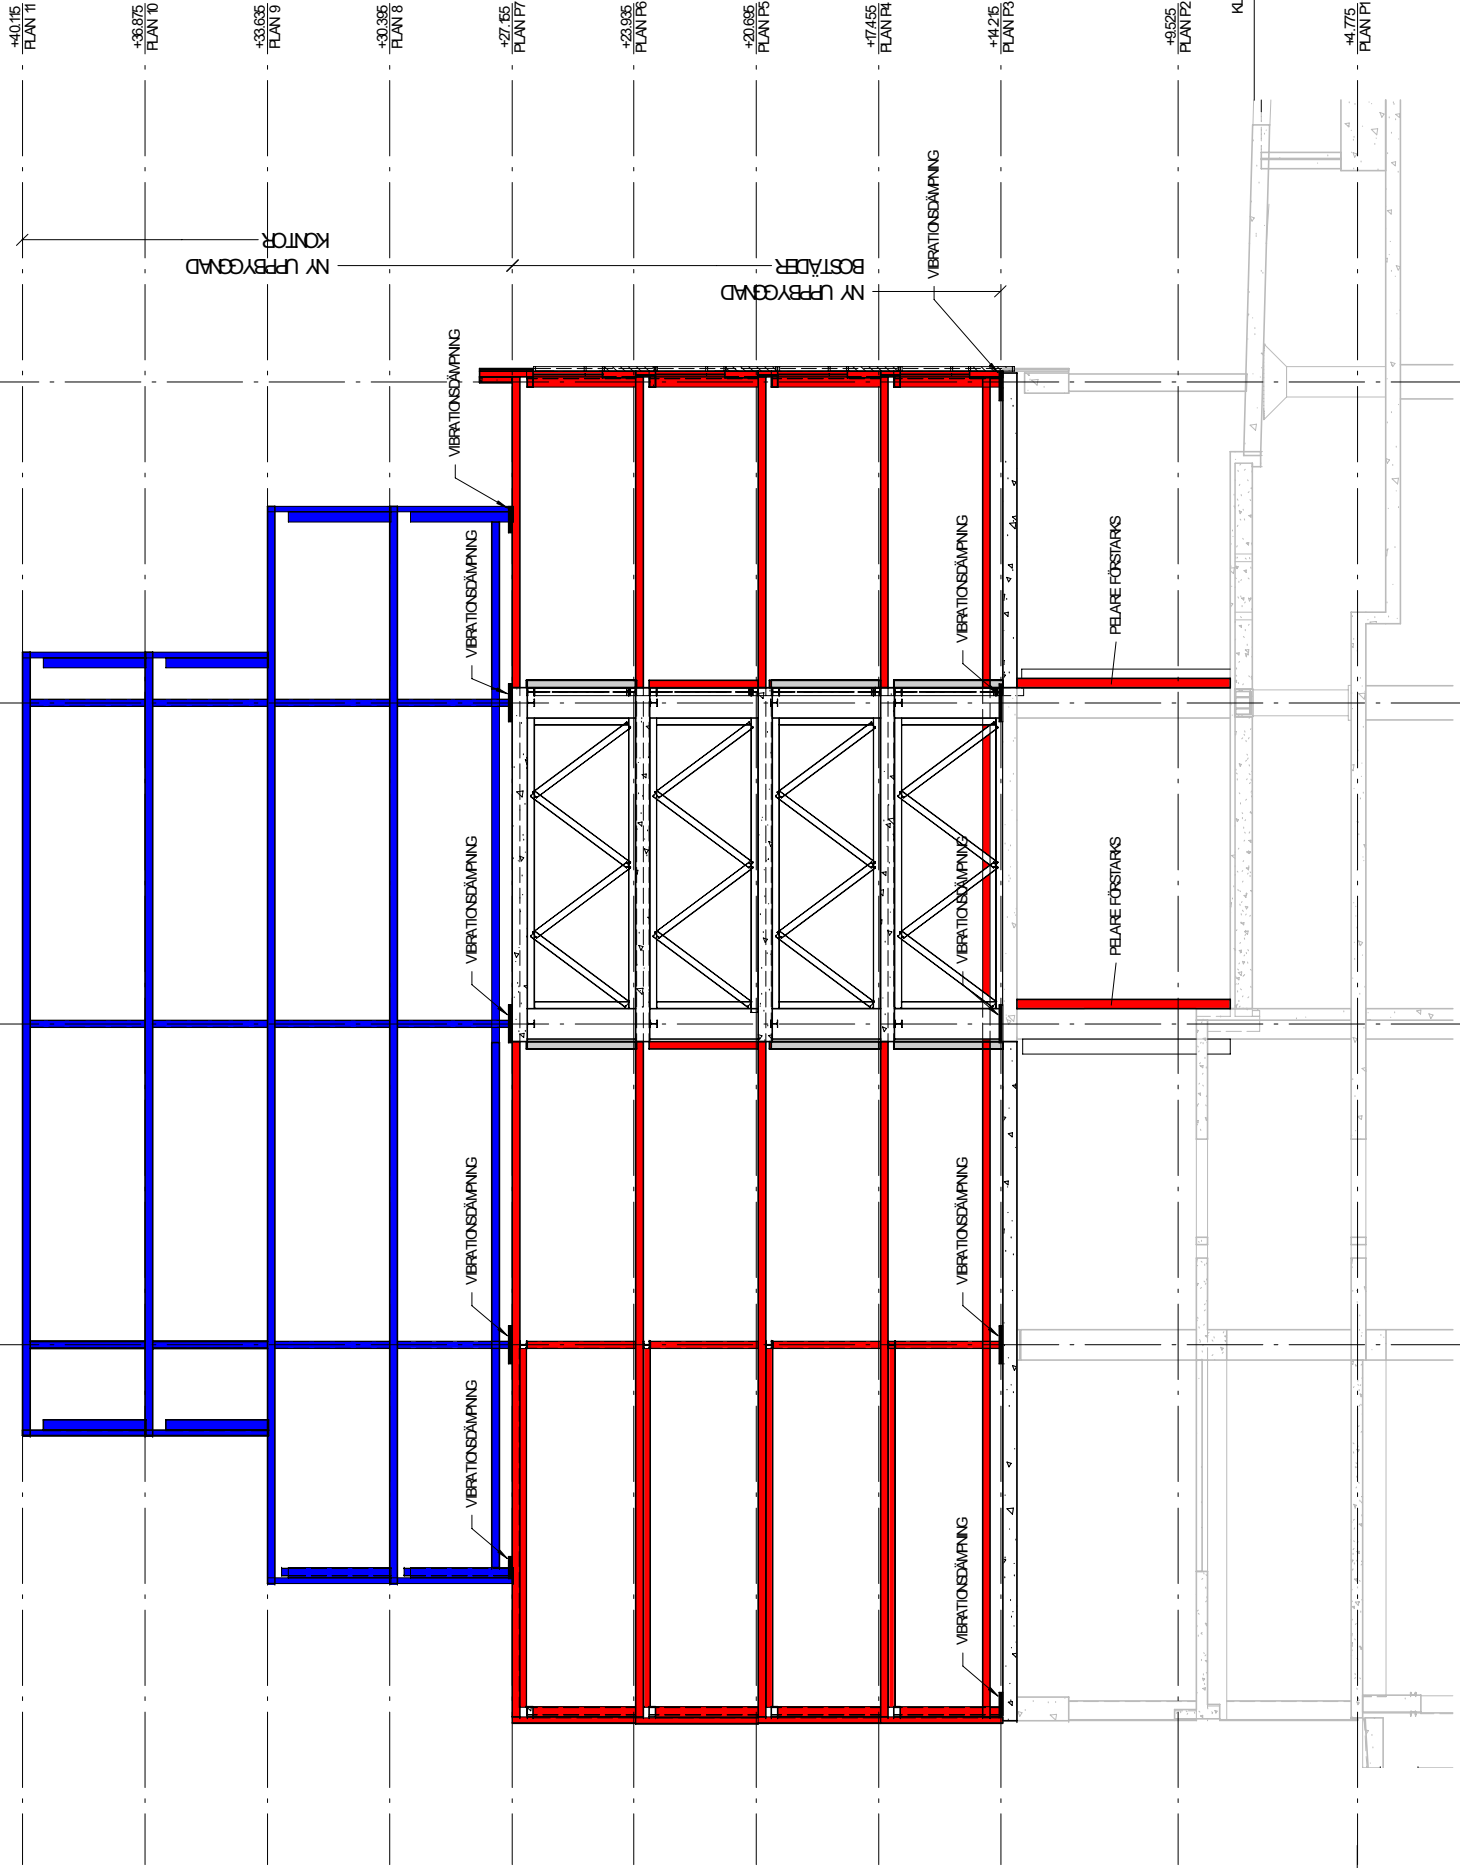 +40.115
PLAN 11
+36.875
PLAN 10
+33.635
PLAN 9
+30.395
PLAN 8
+27.155
PLAN P7
+23.935
PLAN P6
+20.695
PLAN P5
+17.455
PLAN P4
+14.215
PLAN P3
+9.525
PLAN P2
KL
+4.775
PLAN P1
NY UPPBYGGNAD
KONTOR
NY UPPBYGGNAD
BOSTÄDER
VIBRATIONSDÄMPNING
VIBRATIONSDÄMPNING
VIBRATIONSDÄMPNING
VIBRATIONSDÄMPNING
VIBRATIONSDÄMPNING
VIBRATIONSDÄMPNING
VIBRATIONSDÄMPNING
VIBRATIONSDÄMPNING
VIBRATIONSDÄMPNING
VIBRATIONSDÄMPNING
PELARE FÖRSTÄRKS
PELARE FÖRSTÄRKS